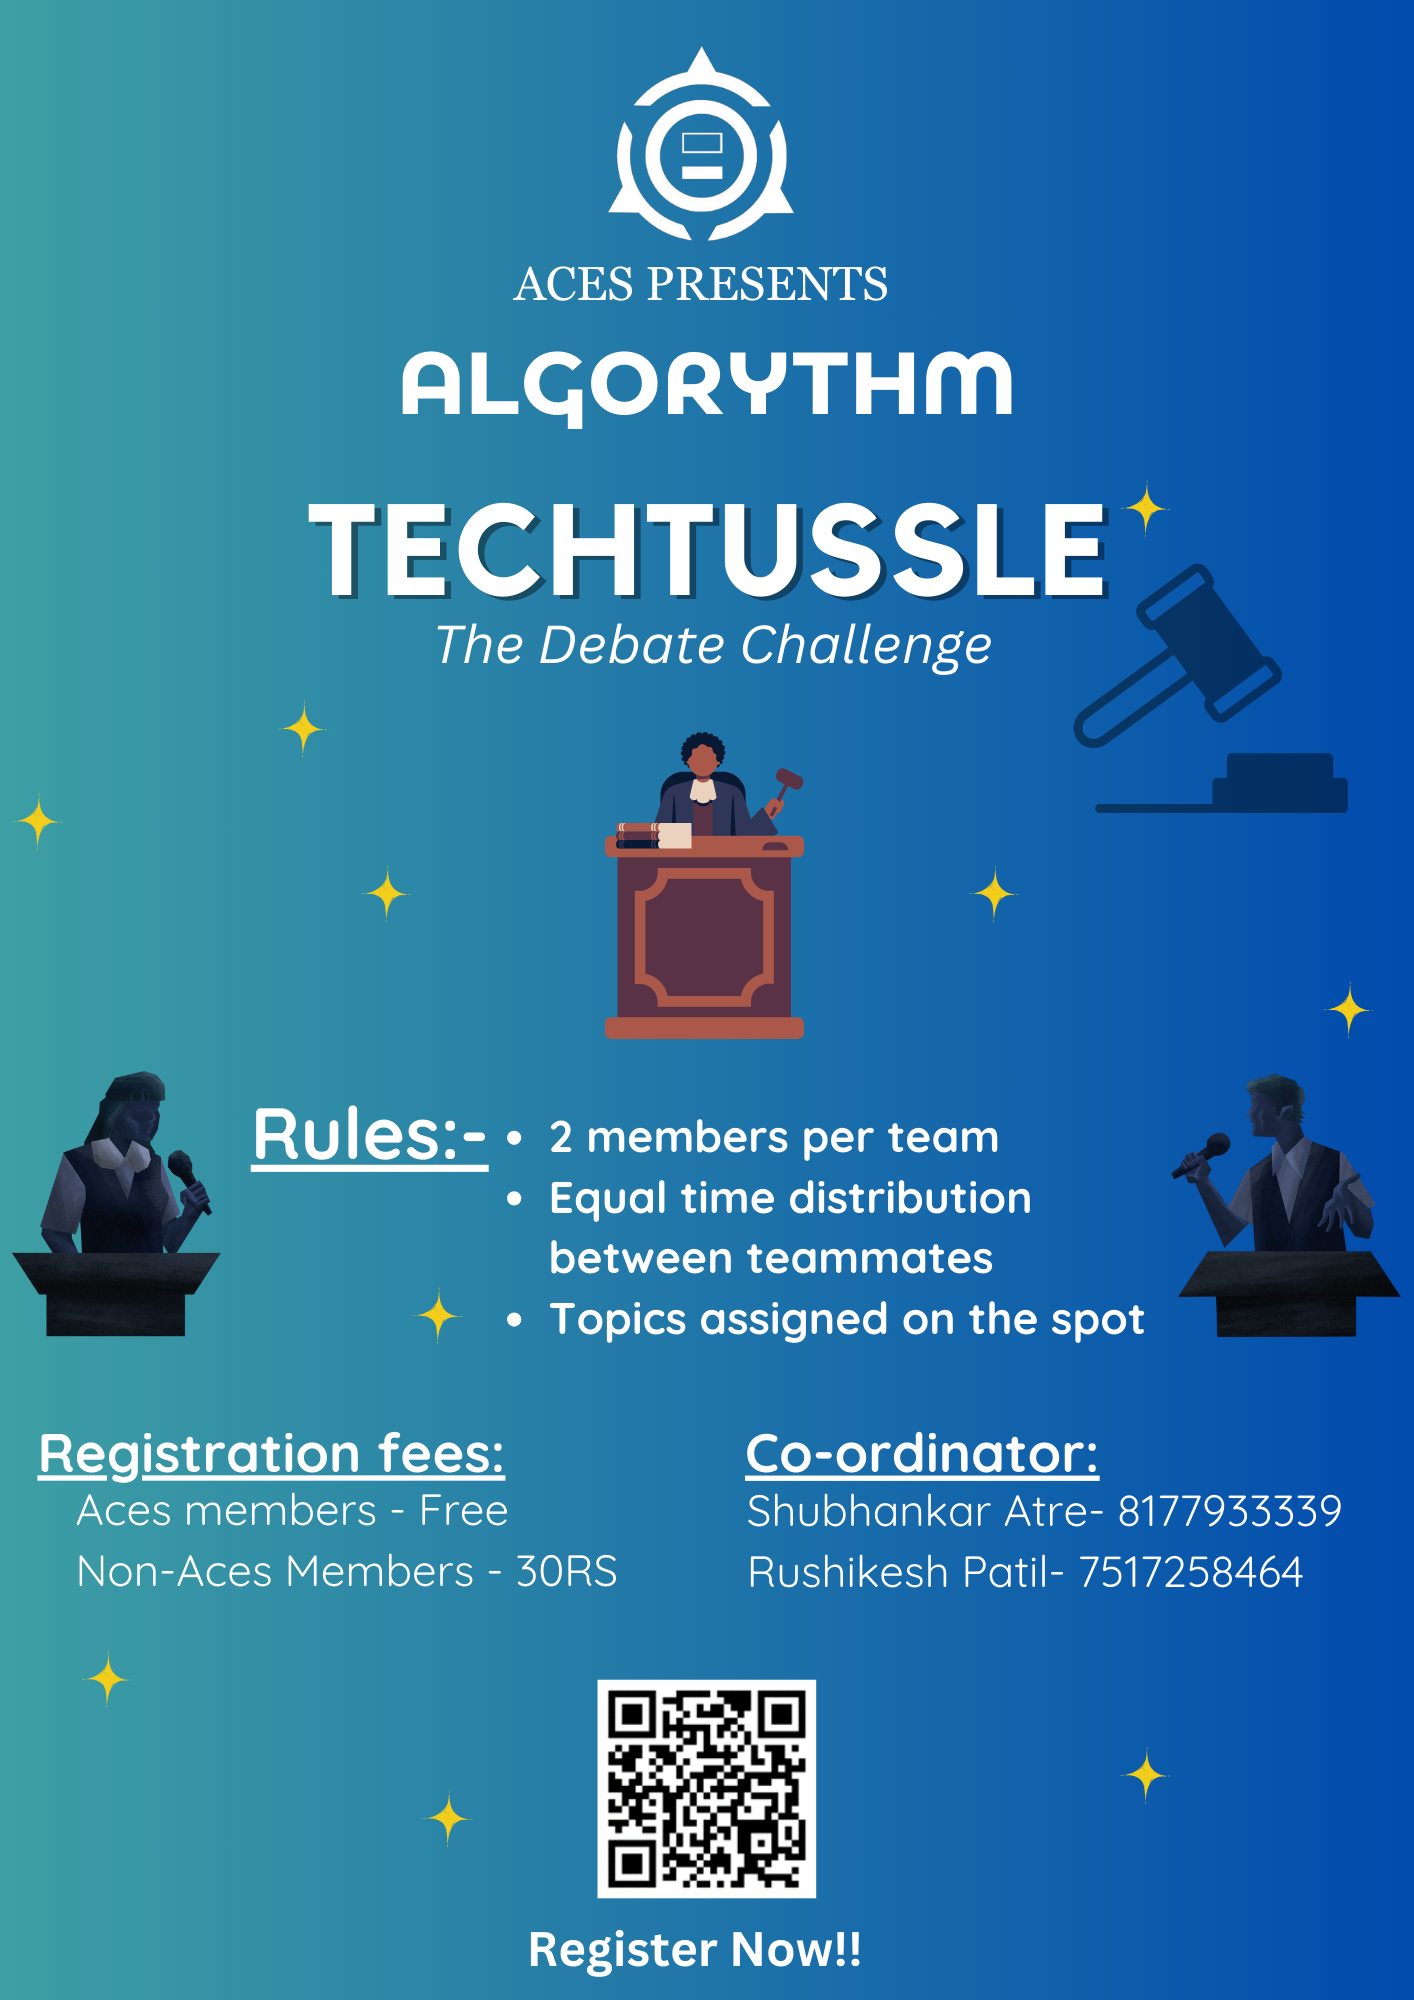 ACES PRESENTS
ALGORYTHM
TECHTUSSLE
The Debate Challenge
Rules:-
• 2 members per team
• Equal time distribution
between teammates
• Topics assigned on the spot
Registration fees:
Aces members - Free
Non-Aces Members - 30RS
Co-ordinator:
Shubhankar Atre- 8177933339
Rushikesh Patil- 7517258464
Register Now!!